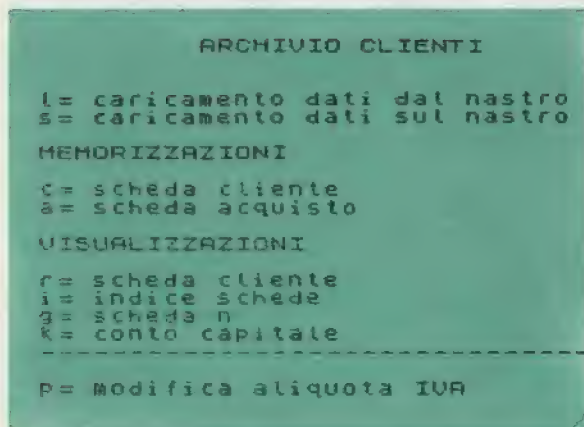 ARCHIVIO CLIENTI
l= caricamento dati dal nastro
s= caricamento dati sul nastro
MEMORIZZAZIONI
c= scheda cliente
a= scheda acquisto
VISUALIZZAZIONI
r= scheda cliente
i= indice schede
g= scheda n
k= conto capitale
--------------------------------
p= modifica aliquota IVA